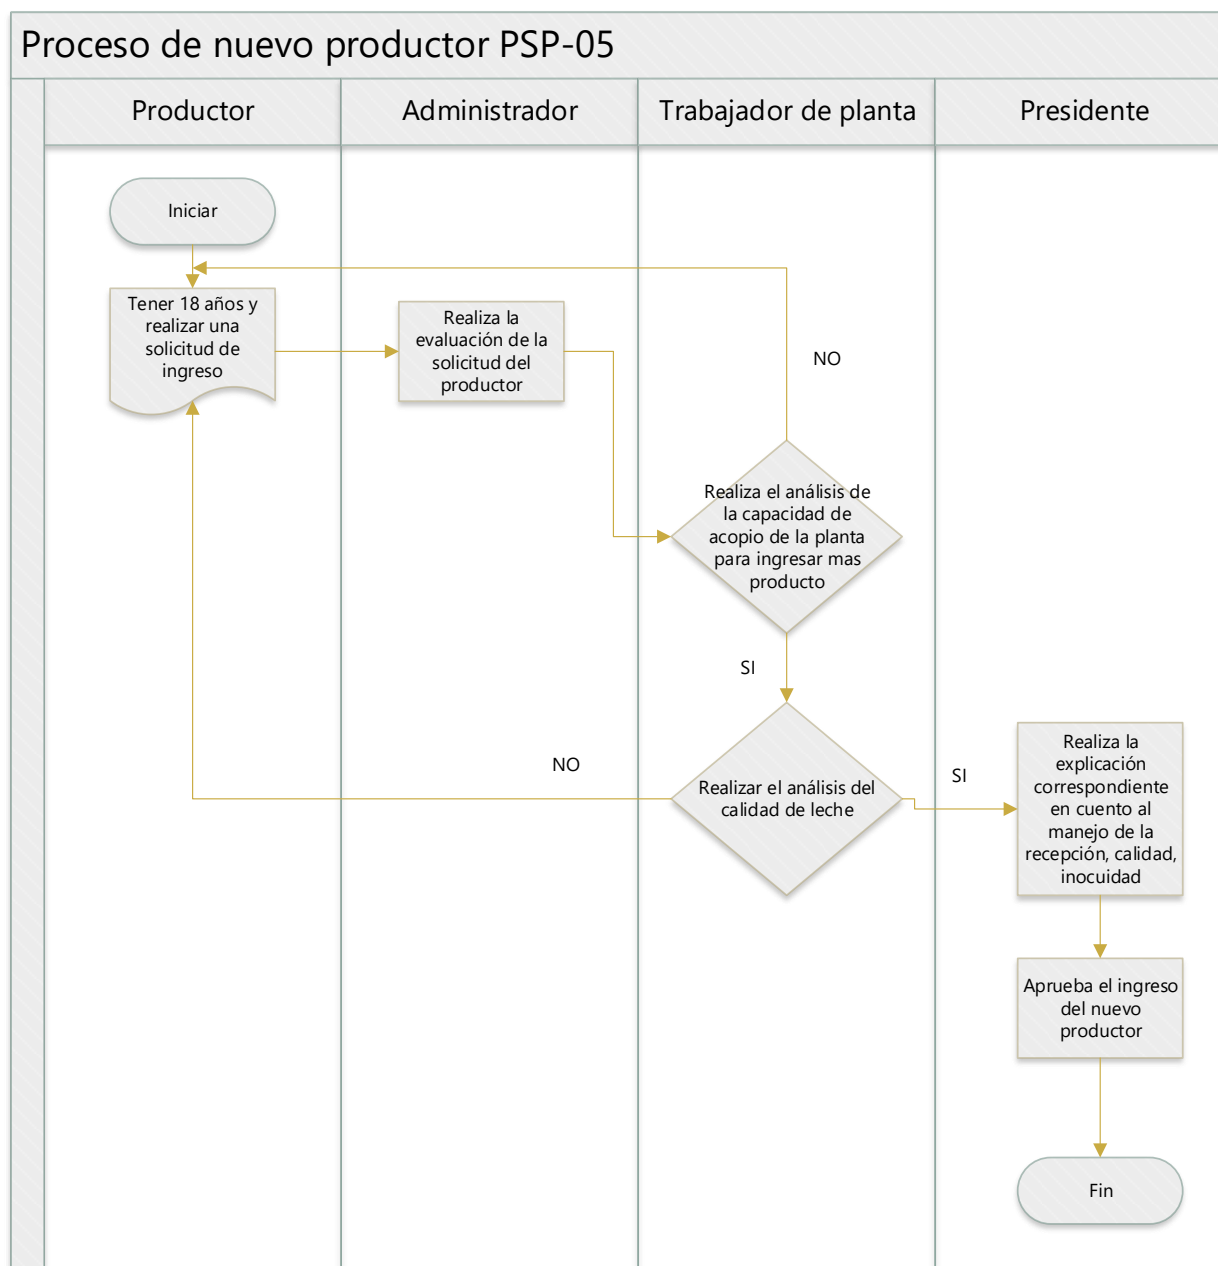 Proceso de nuevo productor PSP-05
Productor
Administrador
Trabajador de planta
Presidente
Iniciar
Tener 18 años y
realizar una
solicitud de
ingreso
Realiza la
evaluación de la
solicitud del
productor
NO
Realiza el análisis de
la capacidad de
acopio de la planta
para ingresar mas
producto
SI
NO
Realizar el análisis del
calidad de leche
SI
Realiza la
explicación
correspondiente
en cuento al
manejo de la
recepción, calidad,
inocuidad
Aprueba el ingreso
del nuevo
productor
Fin